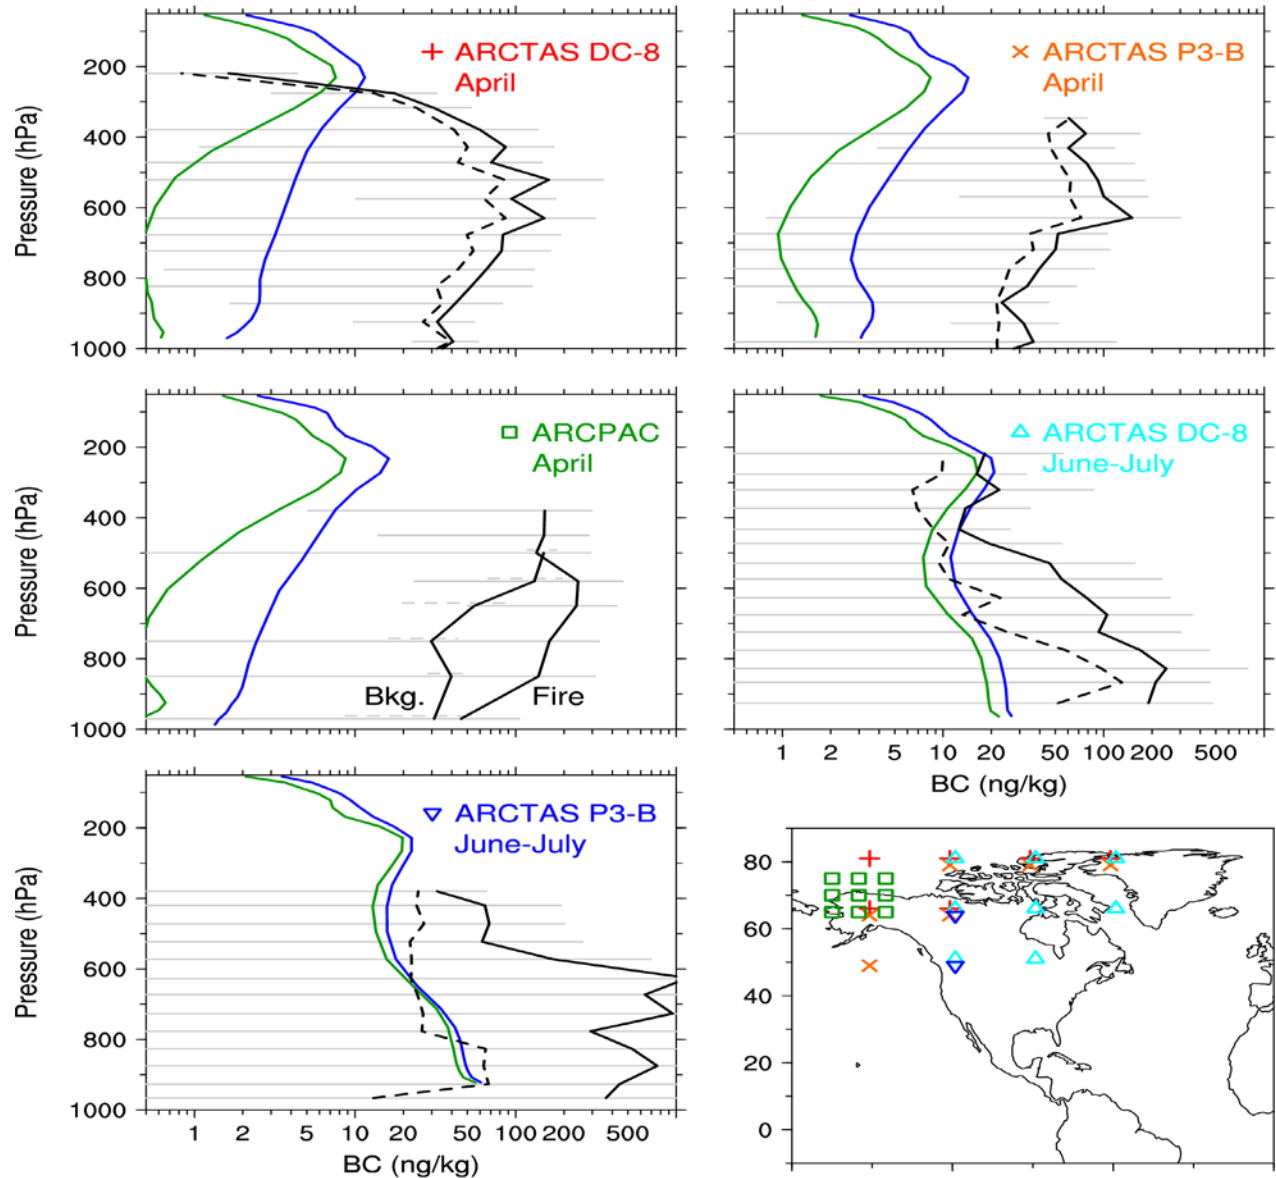 ARCTAS DC-8
April
Pressure (hPa)
200
400
600
800
1000
ARCTAS P3-B
April
ARCPAC
April
Bkg.
Fire
Pressure (hPa)
200
400
600
800
1000
ARCTAS DC-8
June-July
1 2 5 10 20 50 100 200 500
BC (ng/kg)
ARCTAS P3-B
June-July
Pressure (hPa)
200
400
600
800
1000
1 2 5 10 20 50 100 200 500
BC (ng/kg)
80
60
40
20
0